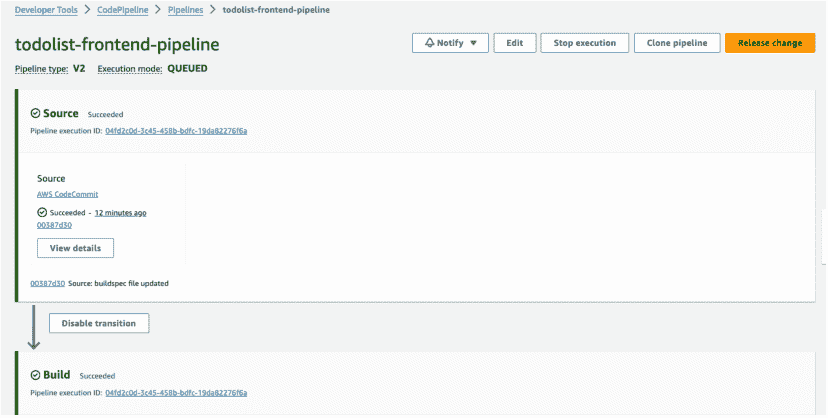 Developer Tools > CodePipeline > Pipelines > todolist-frontend-pipeline
todolist-frontend-pipeline
Notify ▼ Edit Stop execution Clone pipeline Release change
Pipeline type: V2 Execution mode: QUEUED
Source Succeeded
Pipeline execution ID: 04fd2c0d-3c45-458b-bdfc-19da82276f6a
Source
AWS CodeCommit
Succeeded - 12 minutes ago
00387d30
View details
00387d30 Source: buildspec file updated
Disable transition
Build Succeeded
Pipeline execution ID: 04fd2c0d-3c45-458b-bdfc-19da82276f6a